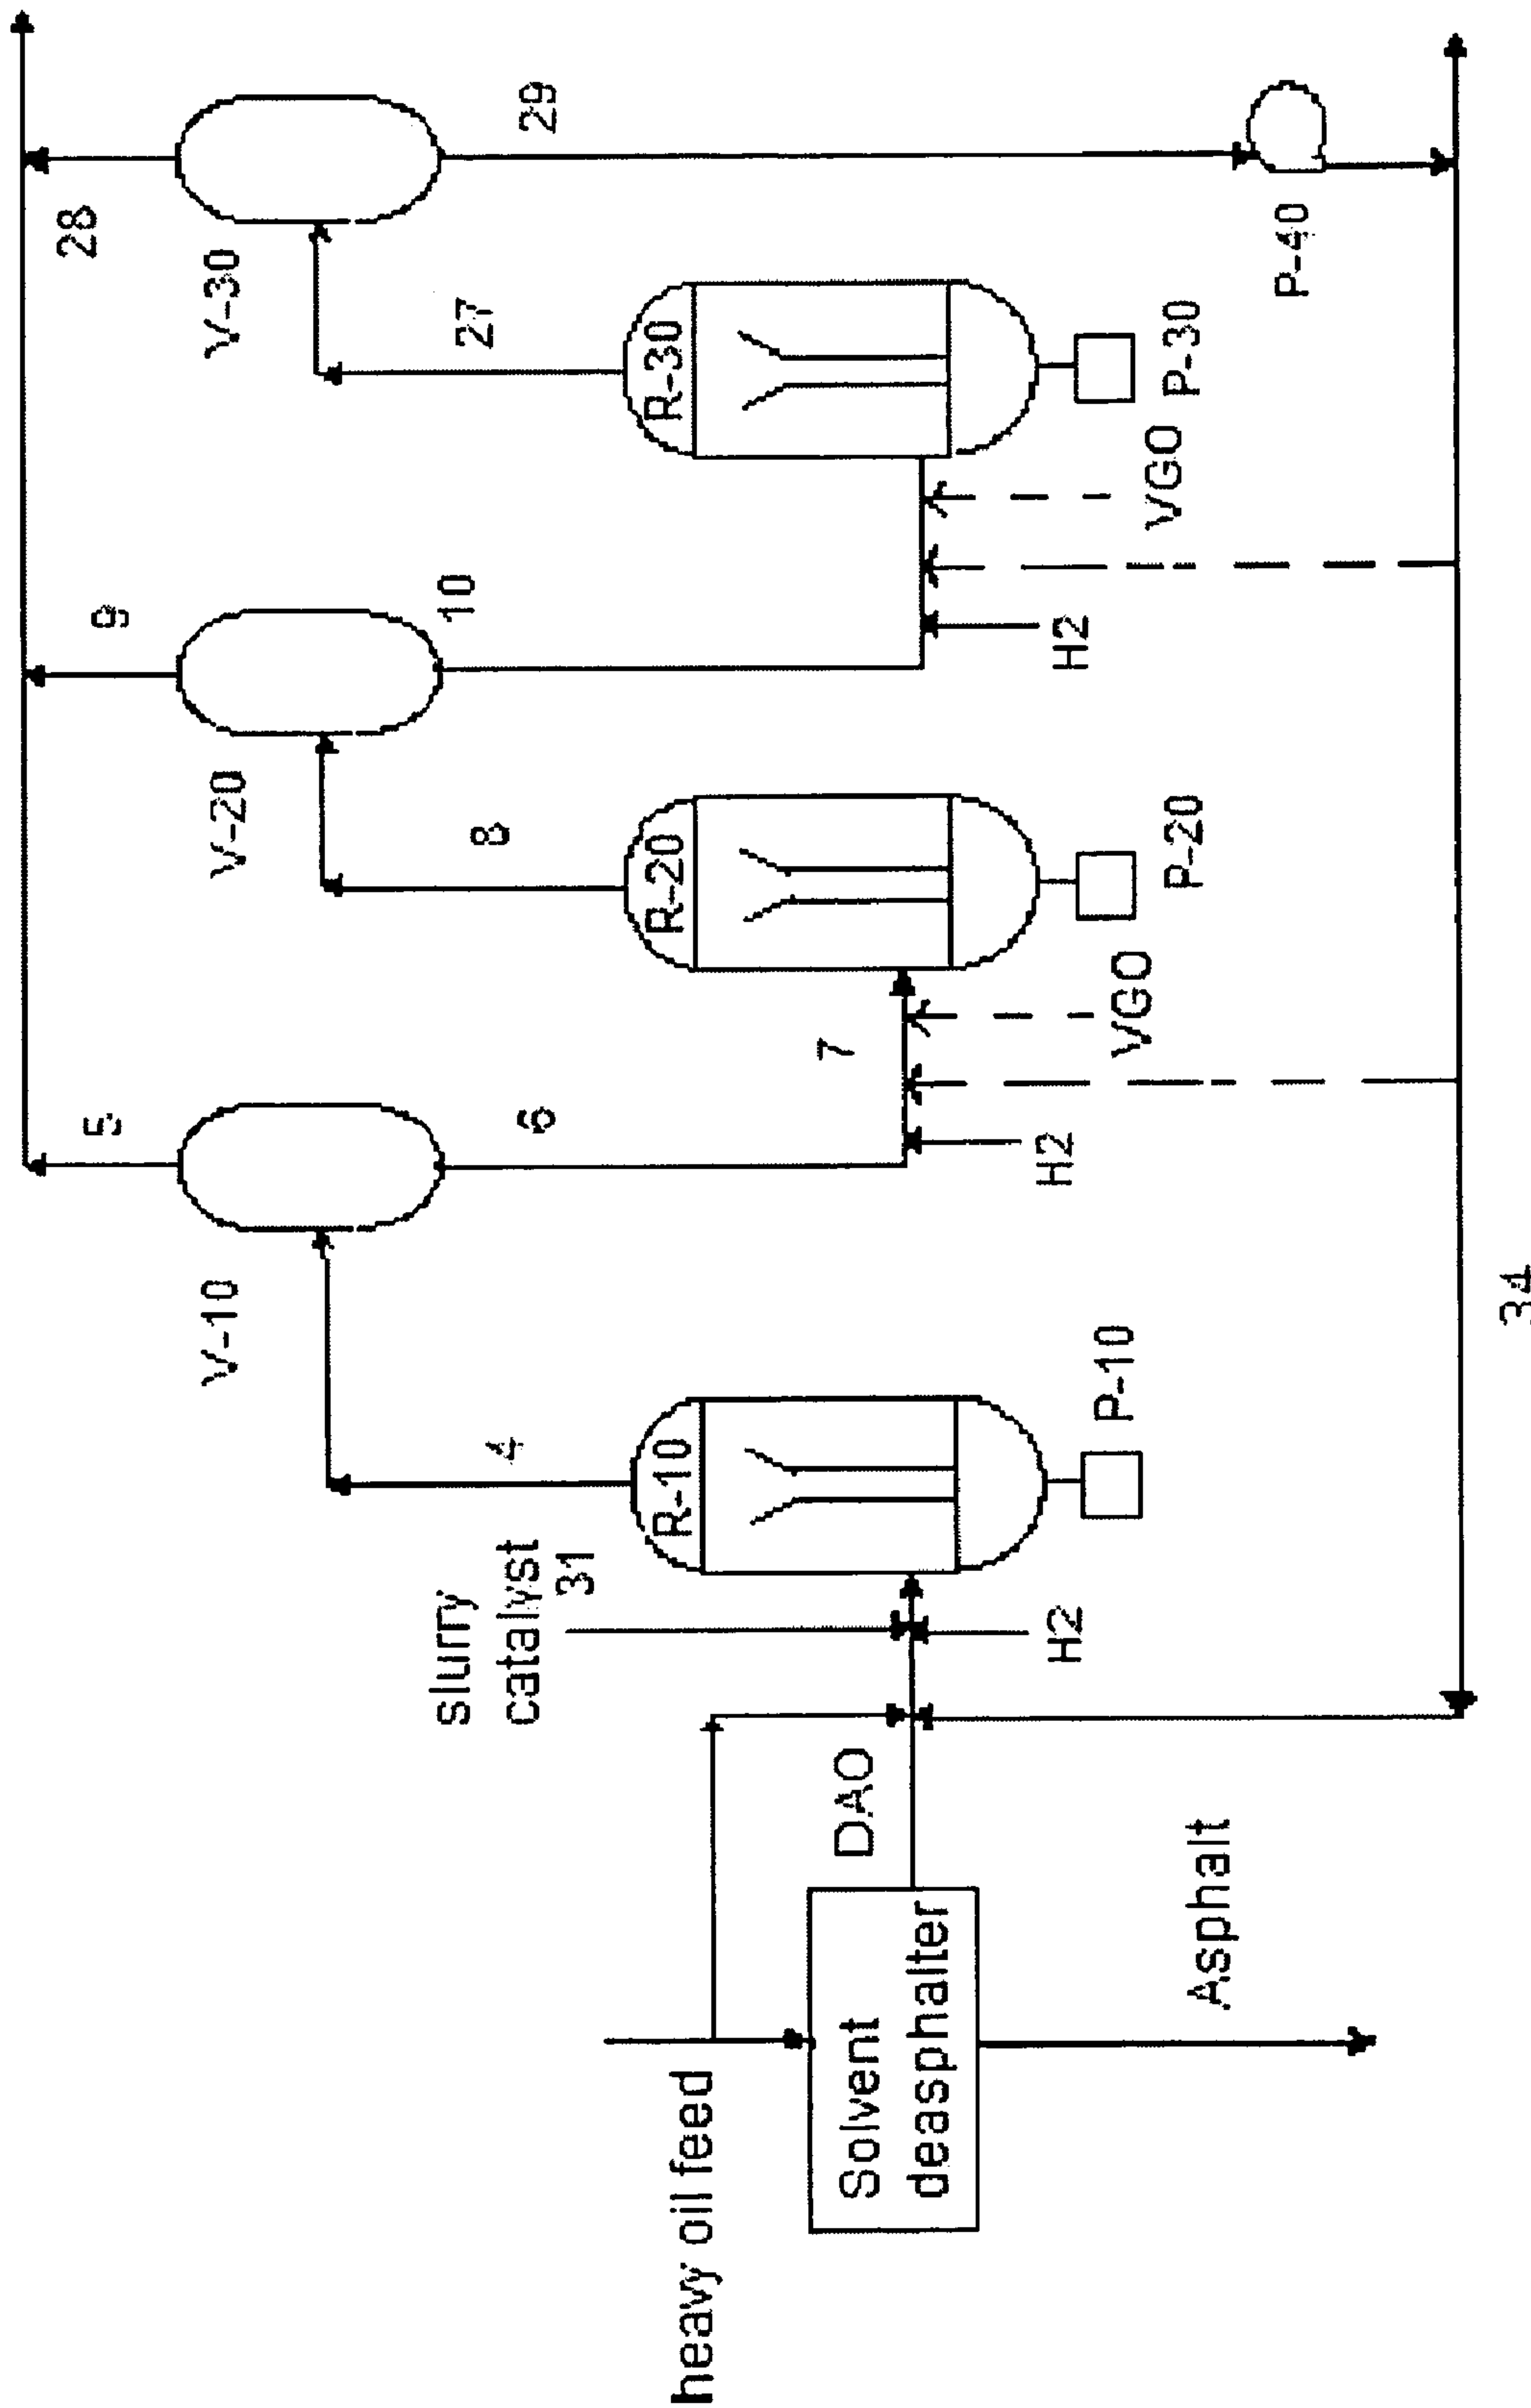 heavy oil feed
Solvent
deasphalter
Asphalt
DAO
slurry
catalyst
31
H2
R-10
P-10
4
V-10
5
6
H2
7
VGO
R-20
P-20
8
V-20
9
10
H2
VGO
R-30
P-30
27
V-30
28
29
P-40
34